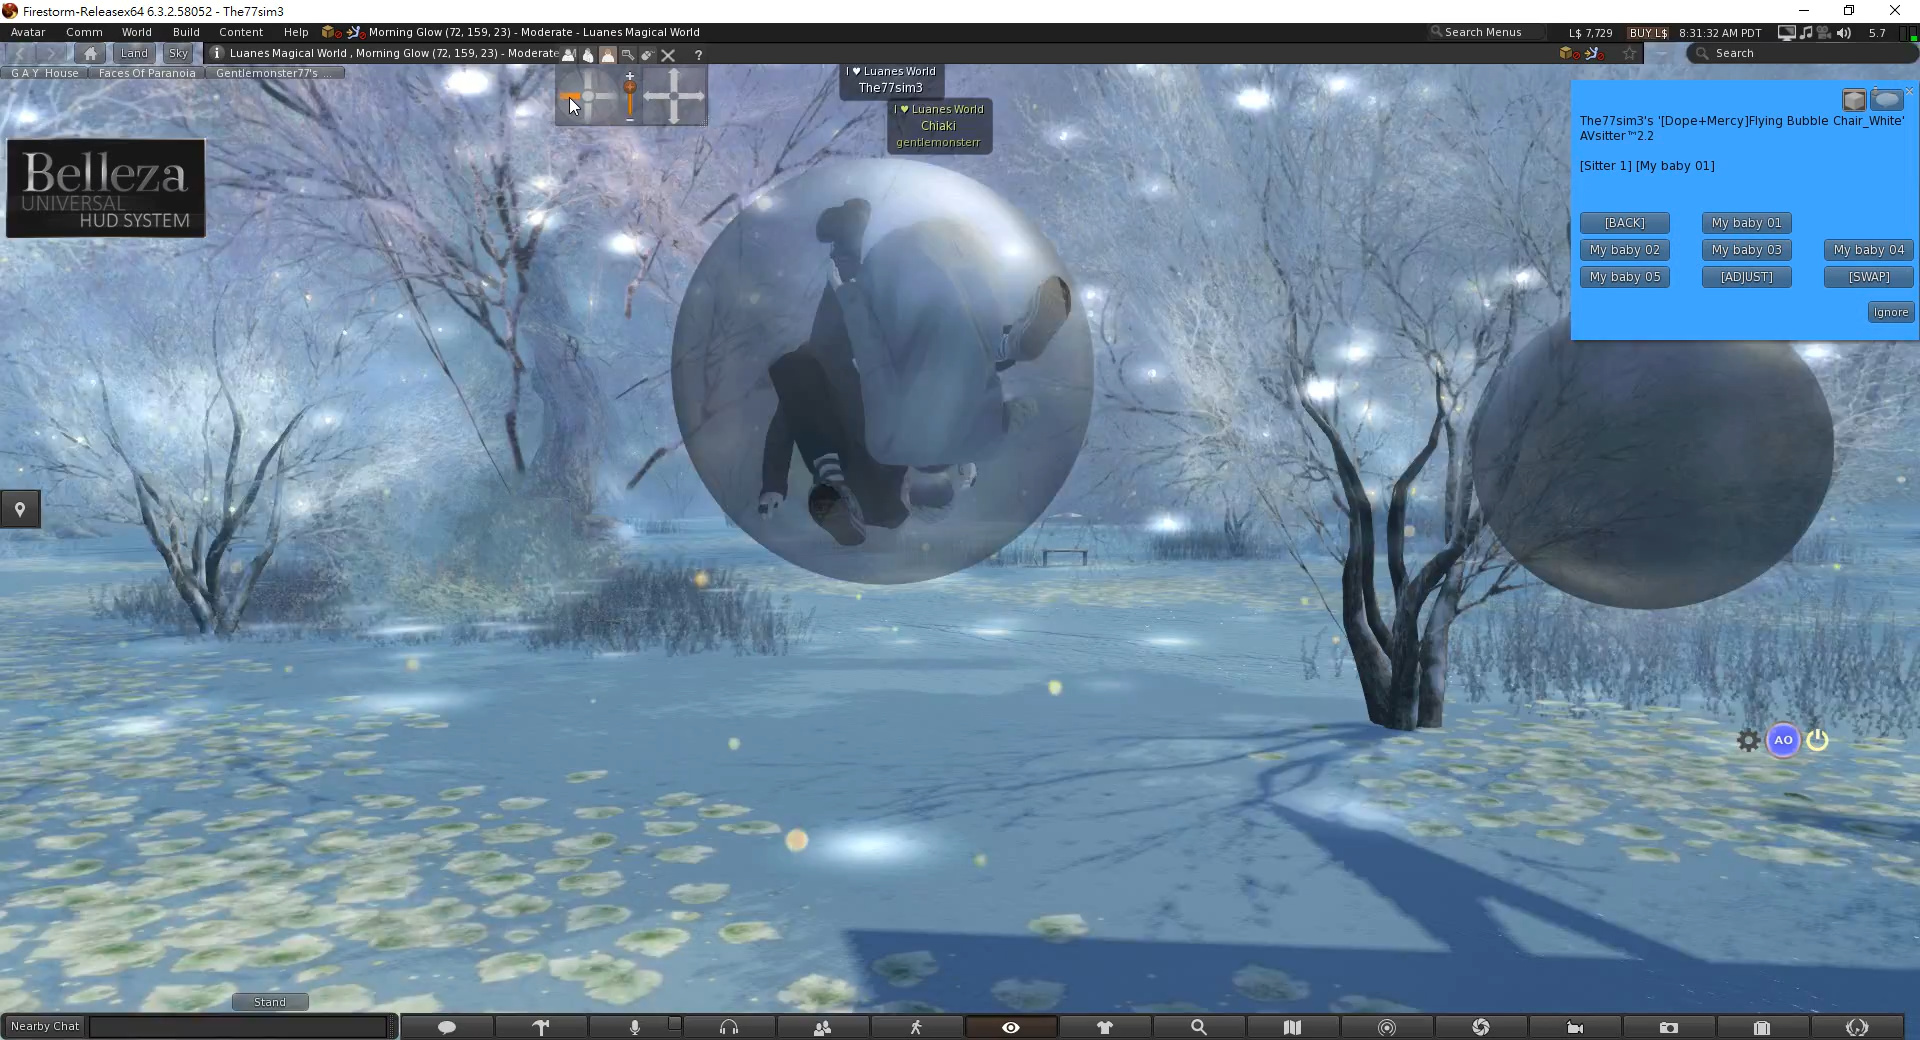 Firestorm-Releasex64 6.3.2.58052 - The77sim3
Avatar Comm World Build Content Help Morning Glow (72, 159, 23) - Moderate - Luanes Magical World Search Menus L$ 7,729 BUY L$ 8:31:32 AM PDT 5.7
Land Sky Luanes Magical World , Morning Glow (72, 159, 23) - Moderate ? Search
G A Y House Faces Of Paranoia Gentlemonster77's ...
I ♥ Luanes World
The77sim3
I ♥ Luanes World
Chiaki
gentlemonsterr
Belleza
UNIVERSAL
HUD SYSTEM
The77sim3's '[Dope+Mercy]Flying Bubble Chair_White'
AVsitter™2.2
[Sitter 1] [My baby 01]
[BACK] My baby 01
My baby 02 My baby 03 My baby 04
My baby 05 [ADJUST] [SWAP]
Ignore
AO
Stand
Nearby Chat